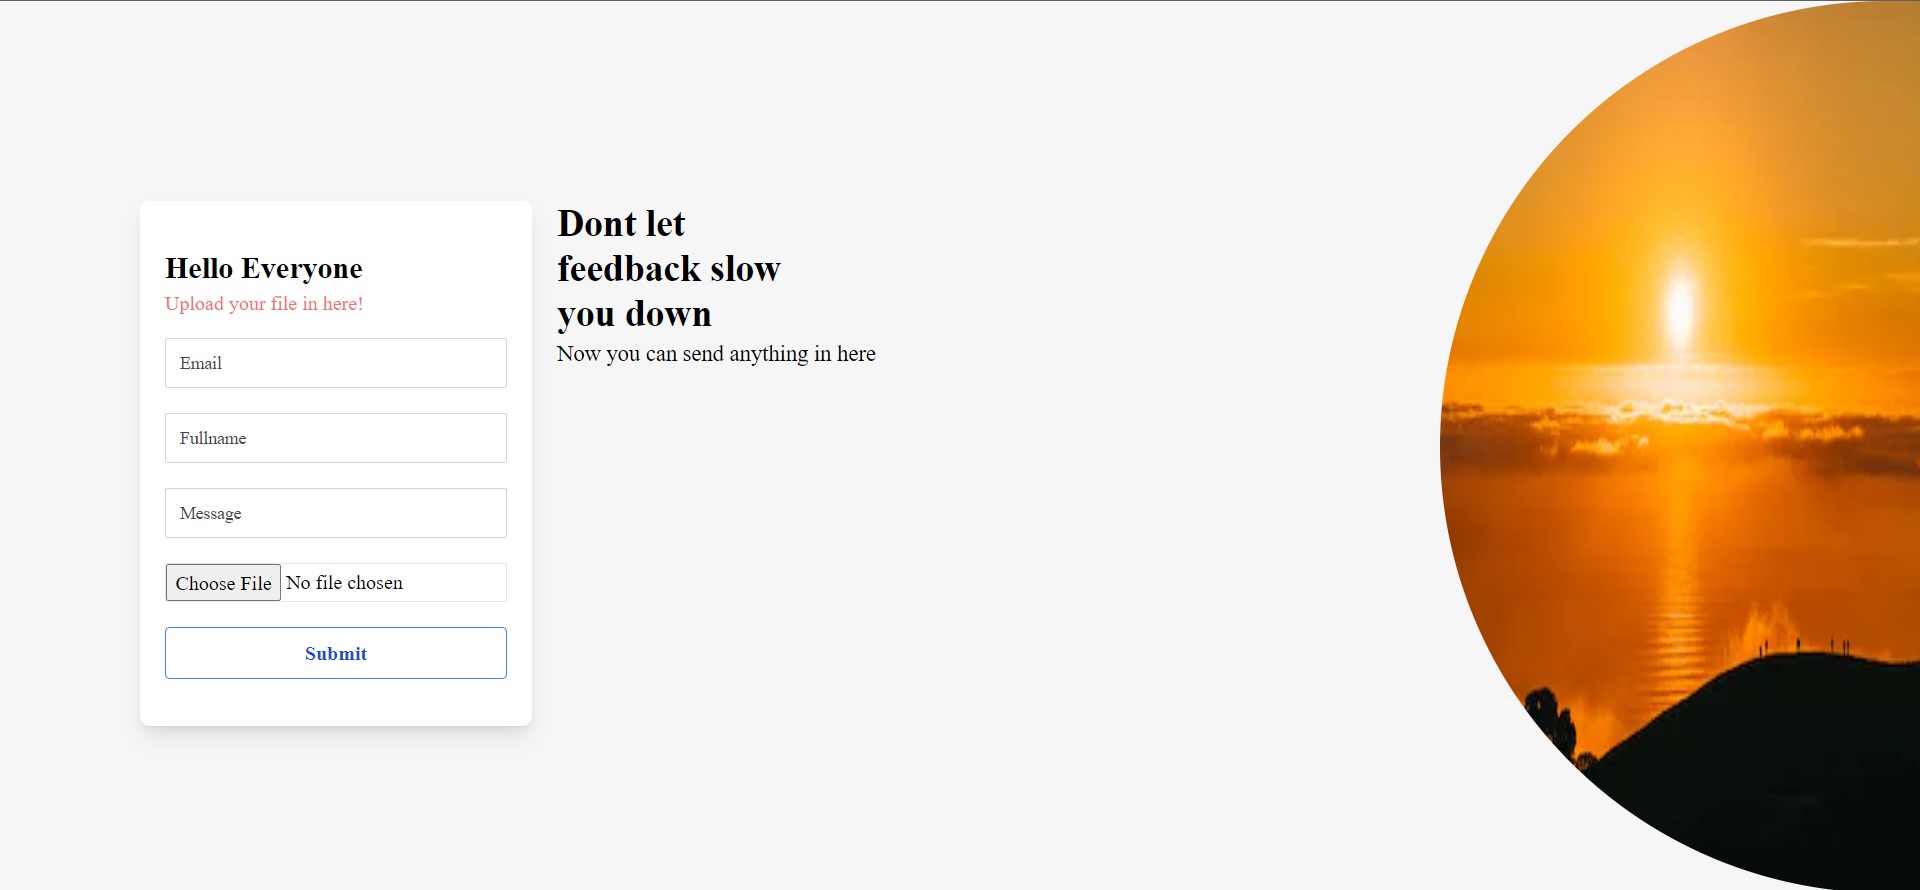 Hello Everyone
Upload your file in here!
Email
Fullname
Message
Choose File No file chosen
Submit
Dont let
feedback slow
you down
Now you can send anything in here